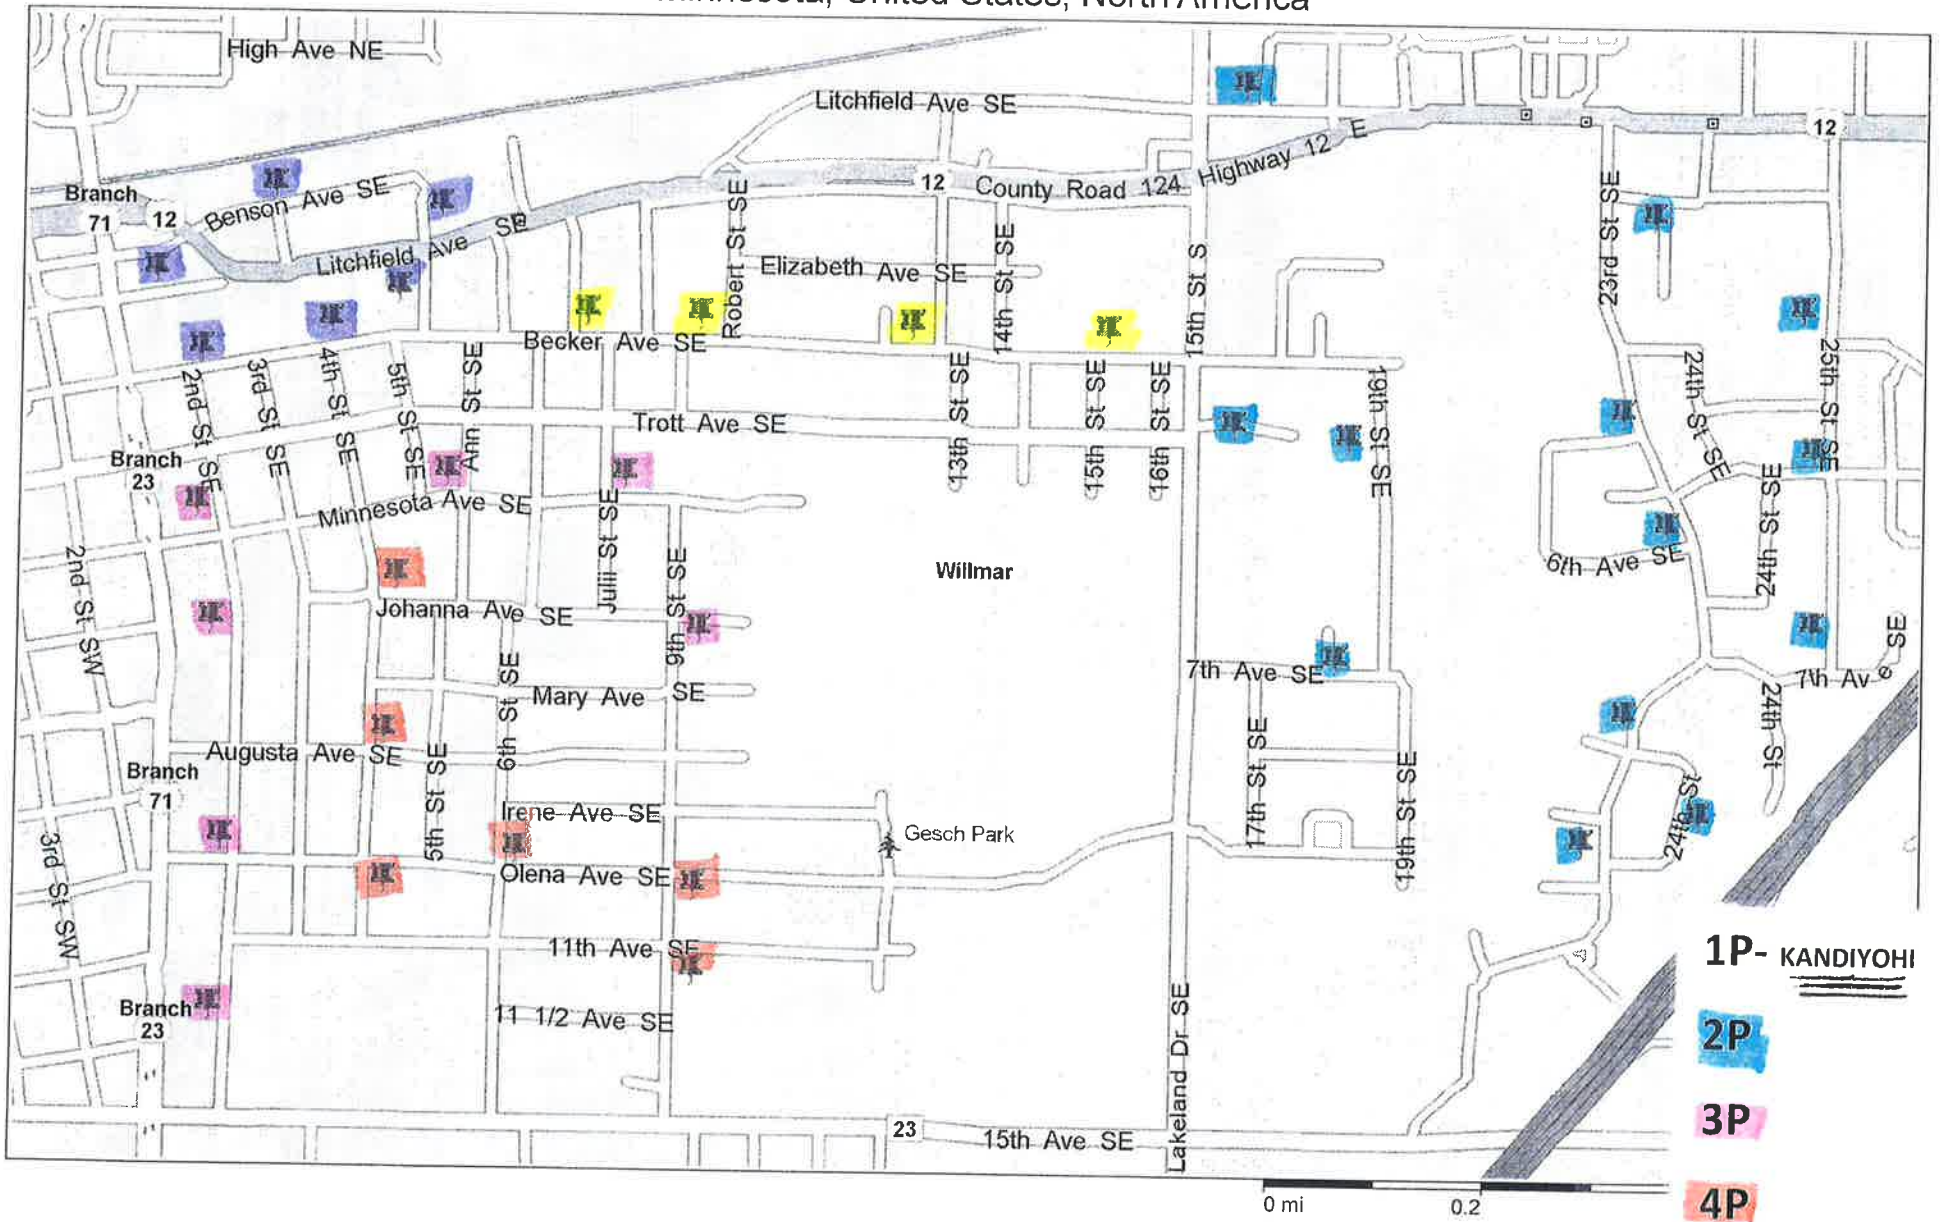 Minnesota, United States, North America
High Ave NE
Litchfield Ave SE
12
Branch
71
12
Benson Ave SE
12
County Road 124
Highway 12 E
Litchfield Ave SE
Robert St SE
Elizabeth Ave SE
14th St SE
15th St S
23rd St SE
Becker Ave SE
2nd St SE
3rd St SE
4th St SE
5th St SE
Ann St SE
Trott Ave SE
13th St SE
15th St SE
16th St SE
19th St SE
24th St SE
25th St SE
Branch
23
Minnesota Ave SE
Jiiil St SE
24th St SE
2nd St SW
Willmar
6th Ave SE
Johanna Ave SE
9th St SE
7th Ave SE
7th Ave SE
24th St
Mary Ave SE
6th St SE
Augusta Ave SE
5th St SE
17th St SE
19th St SE
Branch
71
Irene Ave SE
Gesch Park
24th St
3rd St SW
Olena Ave SE
11th Ave SE
1P- KANDIYOHI
Branch
23
11 1/2 Ave SE
Lakeland Dr SE
2P
3P
23
15th Ave SE
4P
0 mi
0.2